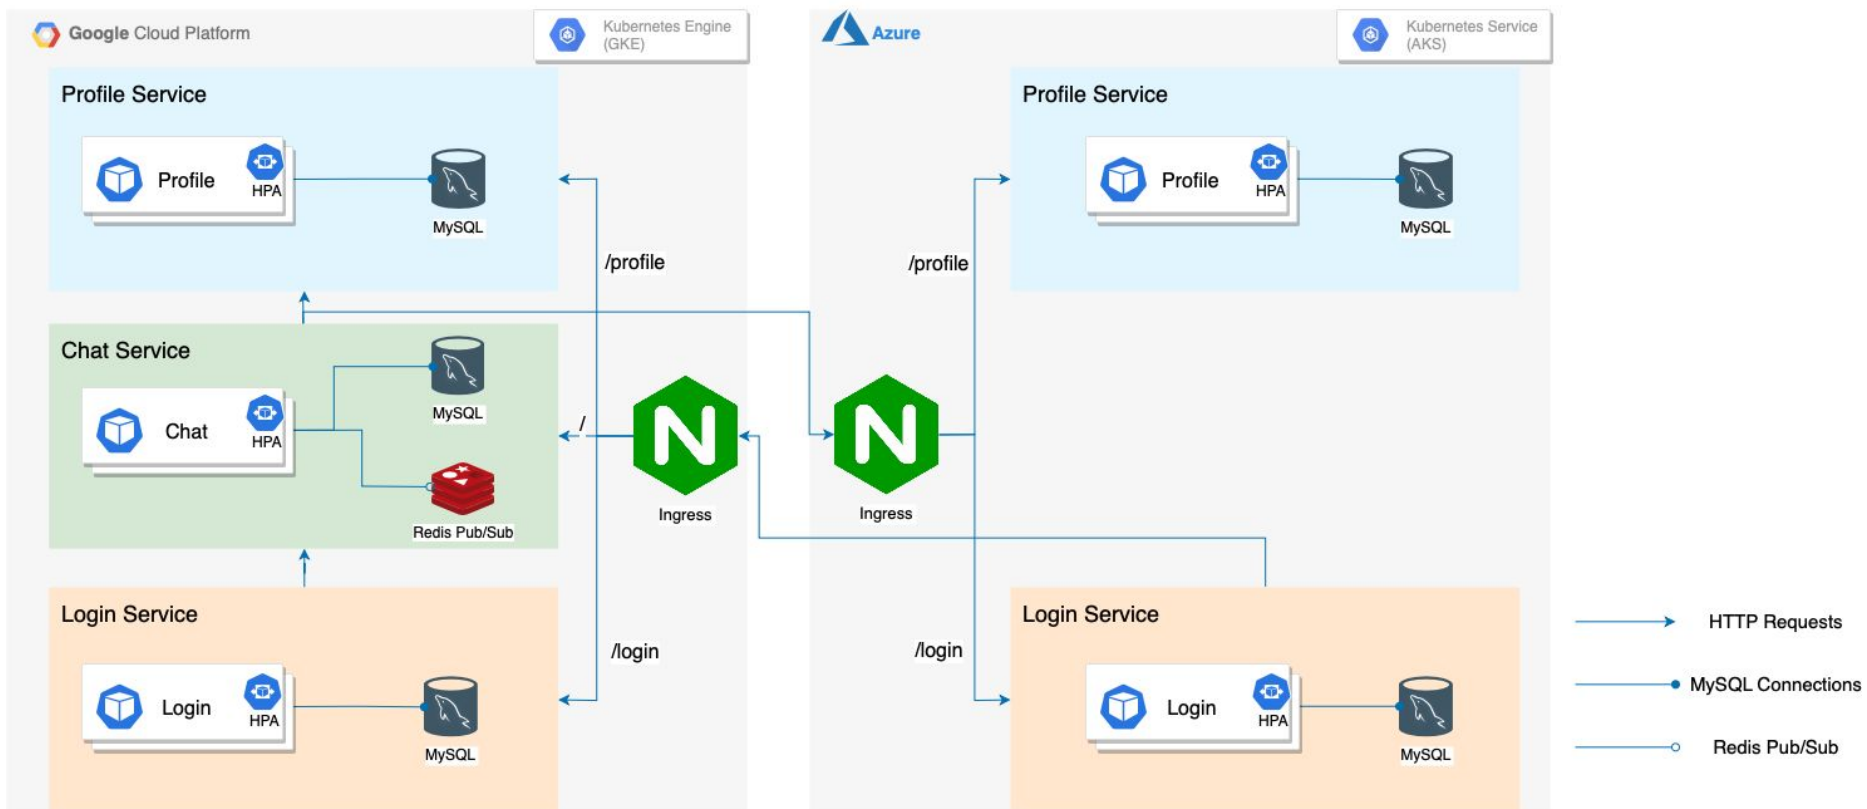 Google Cloud Platform
Kubernetes Engine
(GKE)
Profile Service
Profile
HPA
MySQL
/profile
Chat Service
Chat
HPA
MySQL
Redis Pub/Sub
/
Ingress
Login Service
Login
HPA
MySQL
/login
Azure
Kubernetes Service
(AKS)
Profile Service
Profile
HPA
MySQL
/profile
Ingress
/login
Login Service
Login
HPA
MySQL
HTTP Requests
MySQL Connections
Redis Pub/Sub